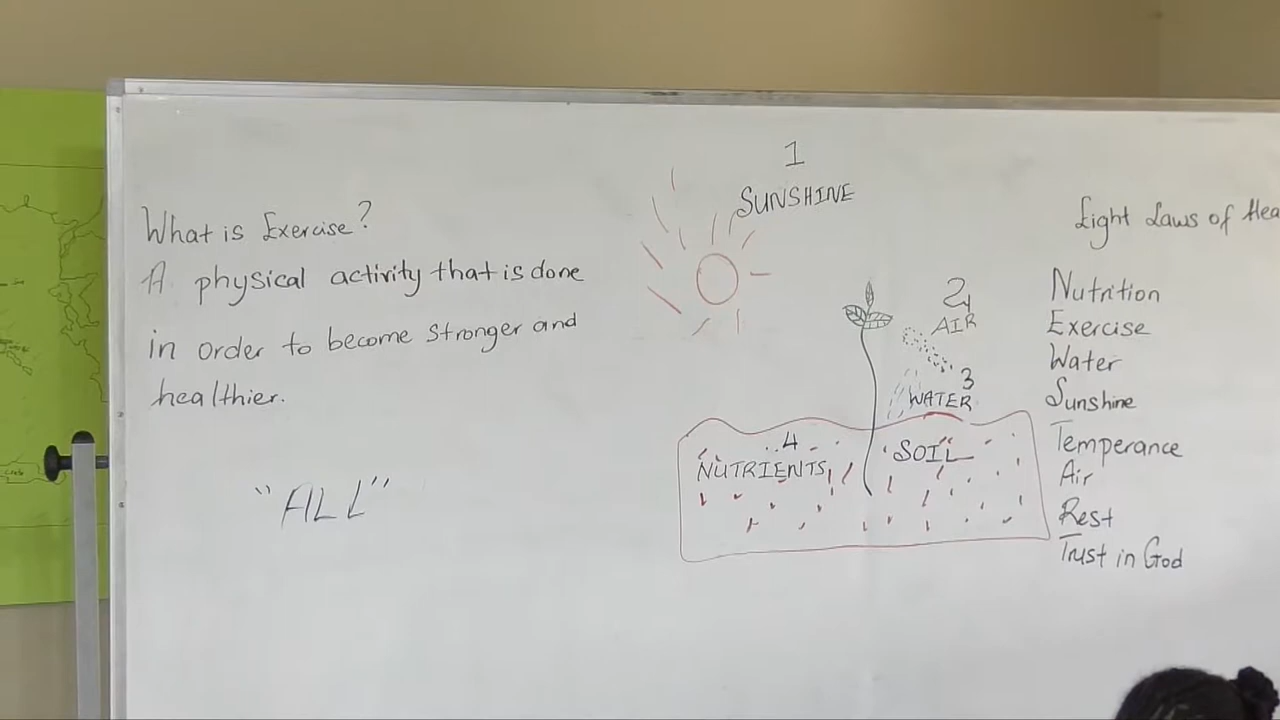 What is Exercise?
A physical activity that is done
in order to become stronger and
healthier.
"ALL"
1
SUNSHINE
2
AIR
3
WATER
4
NUTRIENTS
SOIL
Eight Laws of Hea
Nutrition
Exercise
Water
Sunshine
Temperance
Air
Rest
Trust in God